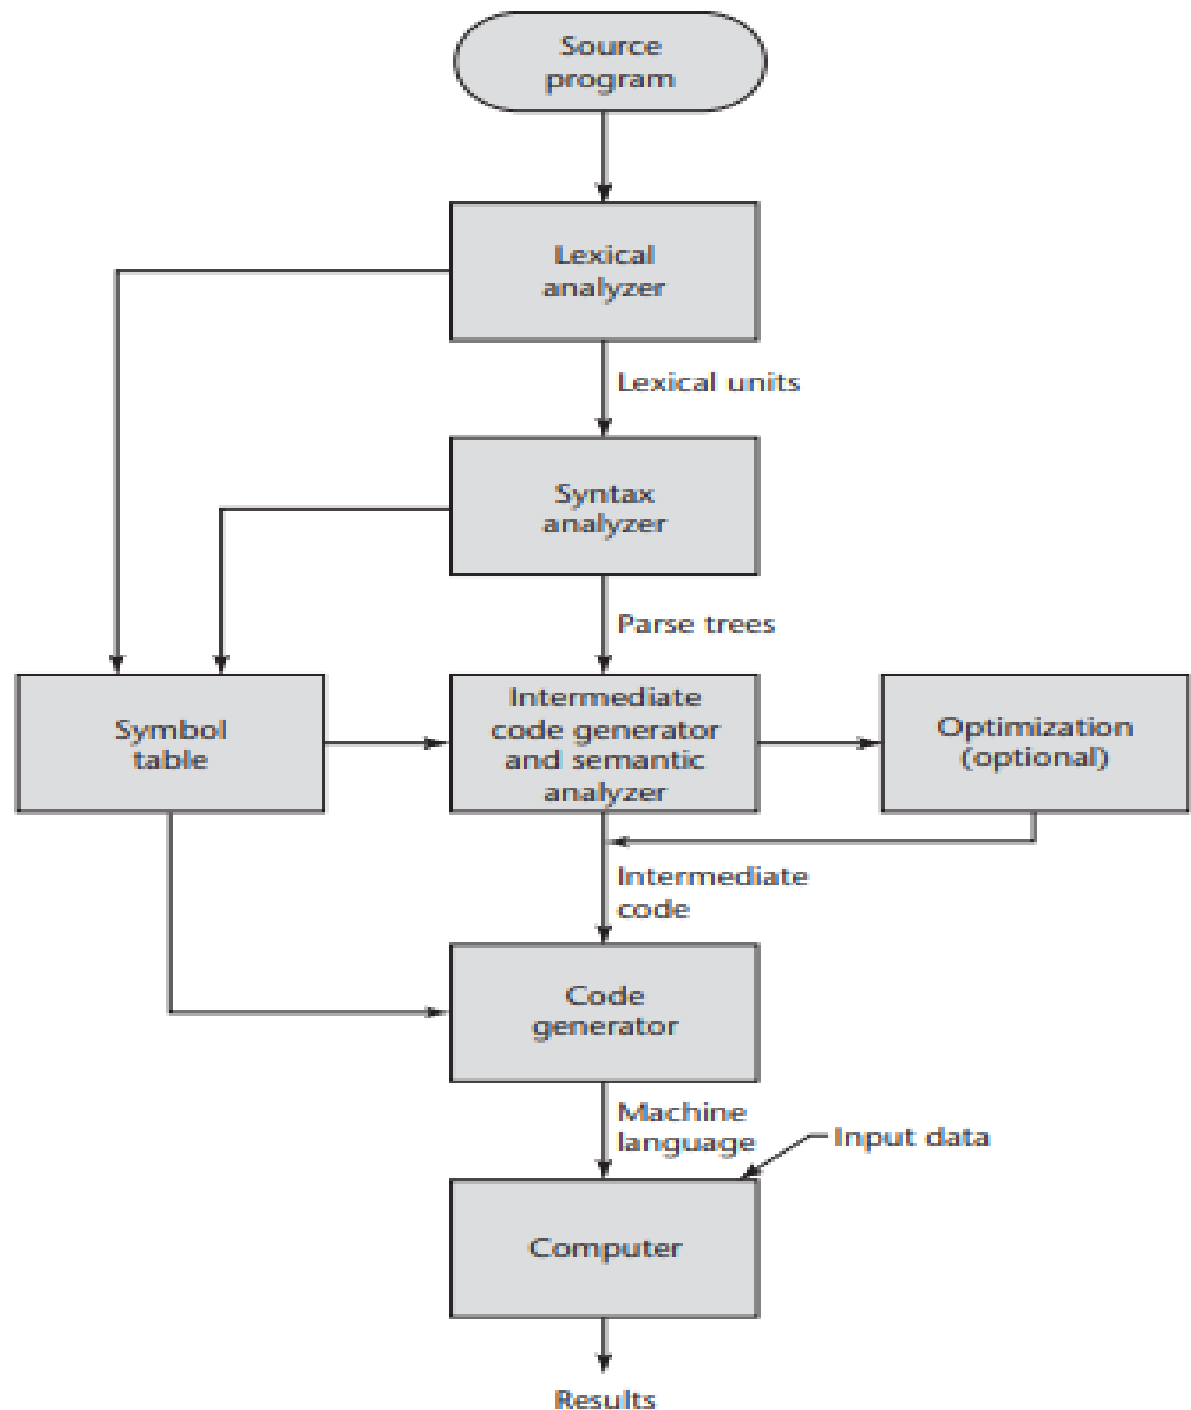 Source
program
Lexical
analyzer
Lexical units
Syntax
analyzer
Parse trees
Symbol
table
Intermediate
code generator
and semantic
analyzer
Optimization
(optional)
Intermediate
code
Code
generator
Machine
language
Input data
Computer
Results